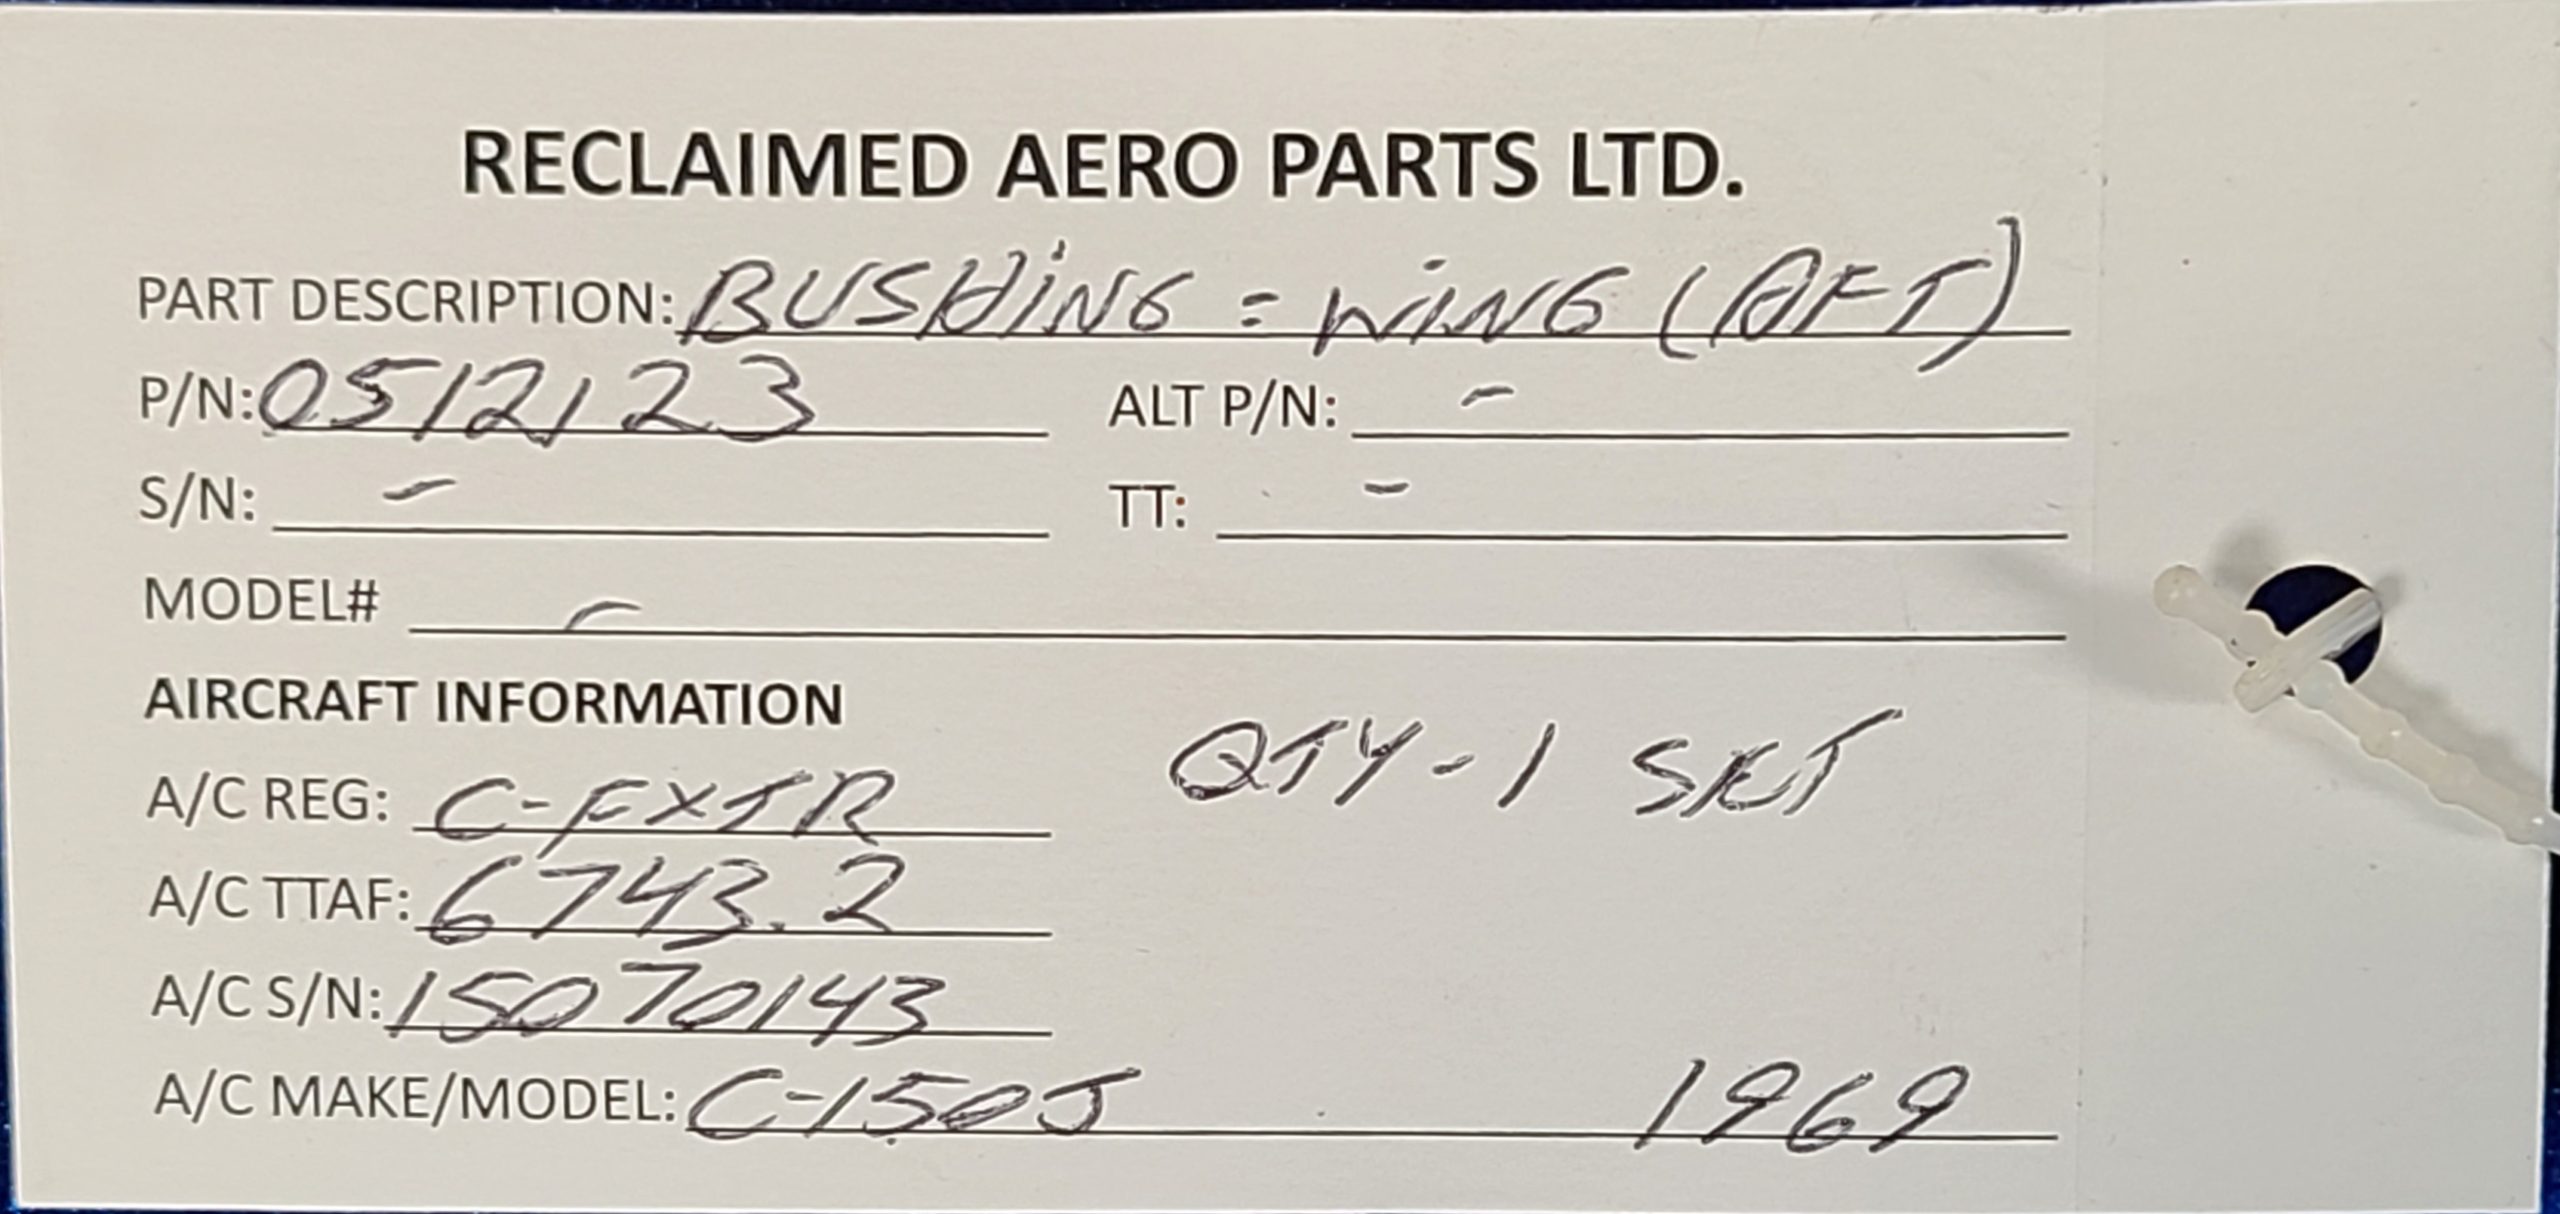 RECLAIMED AERO PARTS LTD.
PART DESCRIPTION: BUSHING = WING (AFT)
P/N: 0512123 ALT P/N: -
S/N: - TT: -
MODEL# -
AIRCRAFT INFORMATION
QTY - 1 SET
A/C REG: C-FXJR
A/C TTAF: 6743.2
A/C S/N: 15070143
A/C MAKE/MODEL: C-150J 1969